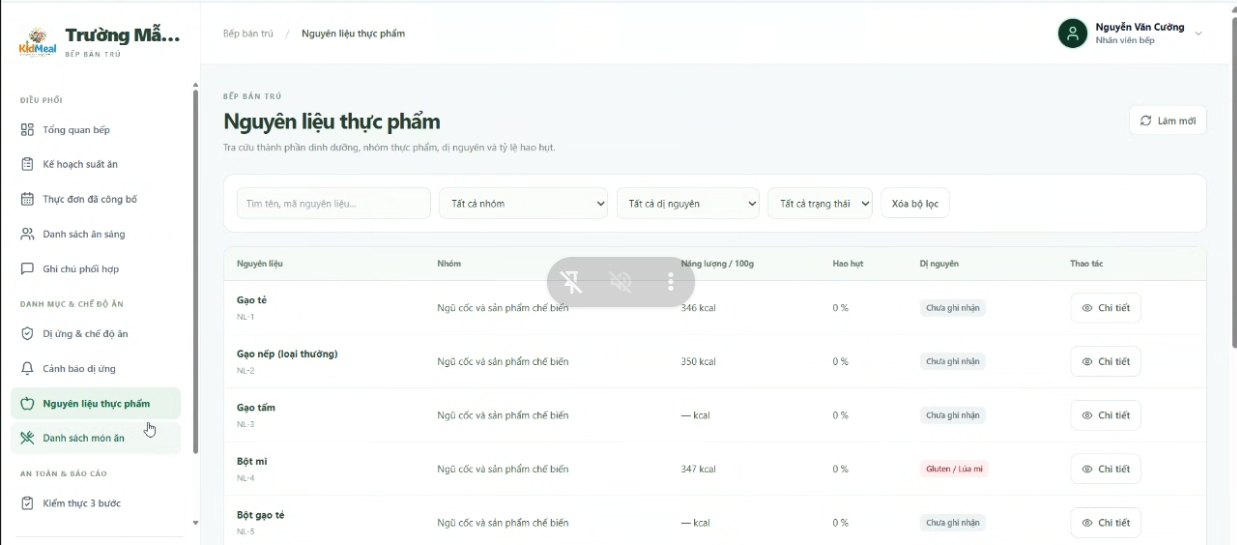 KidMeal
Trường Mẫ...
BẾP BÁN TRÚ
Bếp bán trú / Nguyên liệu thực phẩm
Nguyễn Văn Cường
Nhân viên bếp
ĐIỀU PHỐI
Tổng quan bếp
Kế hoạch suất ăn
Thực đơn đã công bố
Danh sách ăn sáng
Ghi chú phối hợp
DANH MỤC & CHẾ ĐỘ ĂN
Dị ứng & chế độ ăn
Cảnh báo dị ứng
Nguyên liệu thực phẩm
Danh sách món ăn
AN TOÀN & BÁO CÁO
Kiểm thực 3 bước
BẾP BÁN TRÚ
Nguyên liệu thực phẩm
Tra cứu thành phần dinh dưỡng, nhóm thực phẩm, dị nguyên và tỷ lệ hao hụt.
Làm mới
Tìm tên, mã nguyên liệu... Tất cả nhóm Tất cả dị nguyên Tất cả trạng thái Xóa bộ lọc
Nguyên liệu Nhóm Năng lượng / 100g Hao hụt Dị nguyên Thao tác
Gạo tẻ
NL-1
Ngũ cốc và sản phẩm chế biến 346 kcal 0 % Chưa ghi nhận Chi tiết
Gạo nếp (loại thường)
NL-2
Ngũ cốc và sản phẩm chế biến 350 kcal 0 % Chưa ghi nhận Chi tiết
Gạo tấm
NL-3
Ngũ cốc và sản phẩm chế biến — kcal 0 % Chưa ghi nhận Chi tiết
Bột mì
NL-4
Ngũ cốc và sản phẩm chế biến 347 kcal 0 % Gluten / Lúa mì Chi tiết
Bột gạo tẻ
NL-5
Ngũ cốc và sản phẩm chế biến — kcal 0 % Chưa ghi nhận Chi tiết